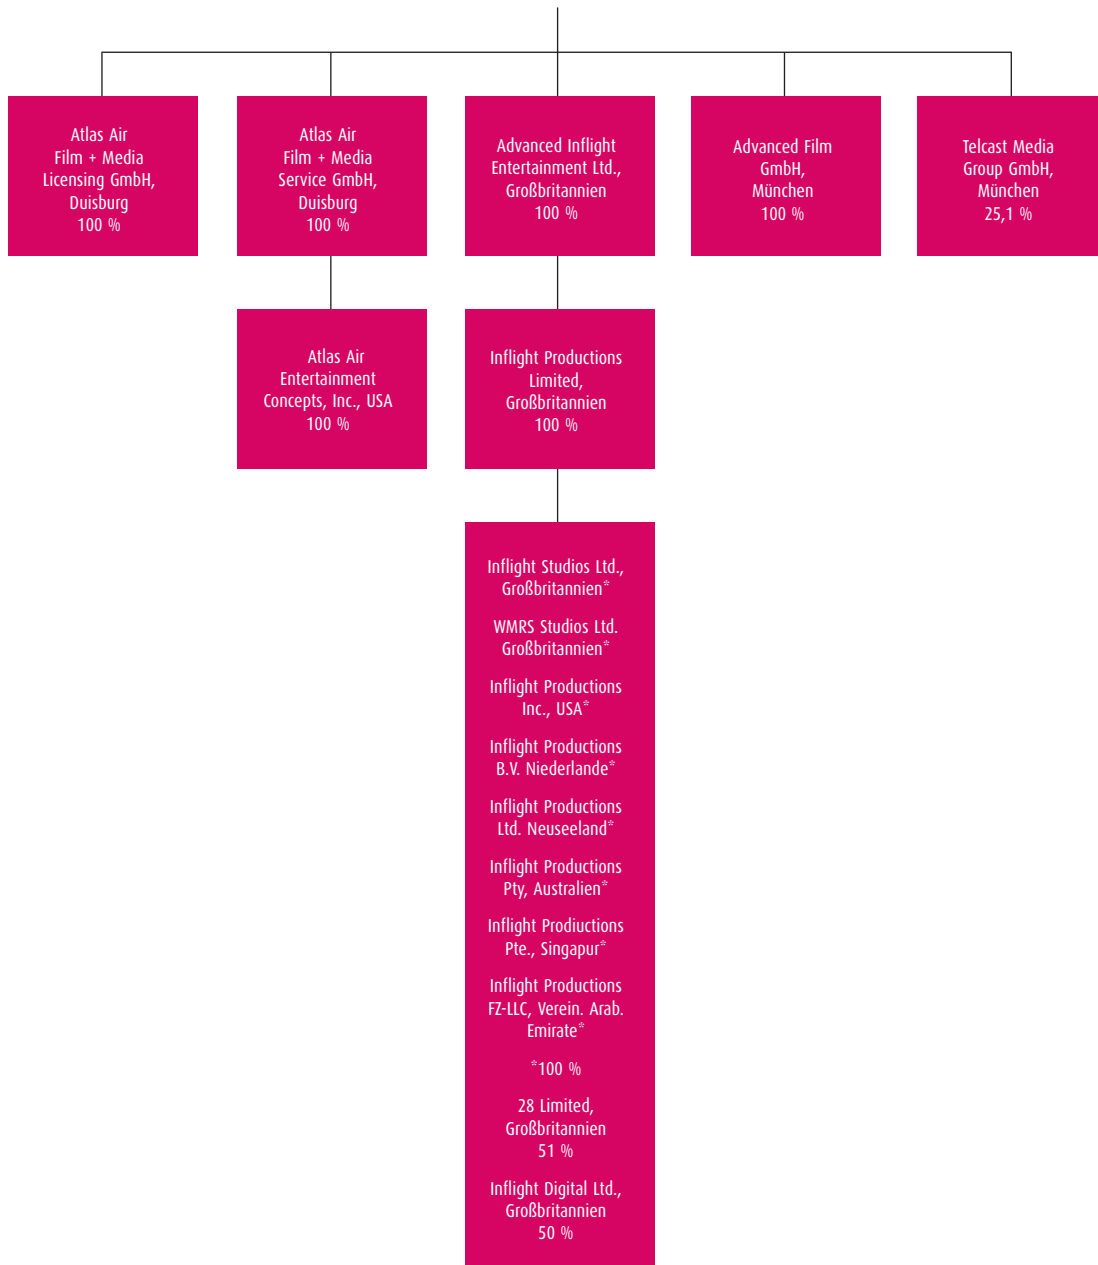 Atlas Air
Film + Media
Licensing GmbH,
Duisburg
100 %
Atlas Air
Film + Media
Service GmbH,
Duisburg
100 %
Advanced Inflight
Entertainment Ltd.,
Großbritannien
100 %
Advanced Film
GmbH,
München
100 %
Telcast Media
Group GmbH,
München
25,1 %
Atlas Air
Entertainment
Concepts, Inc., USA
100 %
Inflight Productions
Limited,
Großbritannien
100 %
Inflight Studios Ltd.,
Großbritannien*
WMRS Studios Ltd.
Großbritannien*
Inflight Productions
Inc., USA*
Inflight Productions
B.V. Niederlande*
Inflight Productions
Ltd. Neuseeland*
Inflight Productions
Pty, Australien*
Inflight Prodiuctions
Pte., Singapur*
Inflight Productions
FZ-LLC, Verein. Arab.
Emirate*
*100 %
28 Limited,
Großbritannien
51 %
Inflight Digital Ltd.,
Großbritannien
50 %